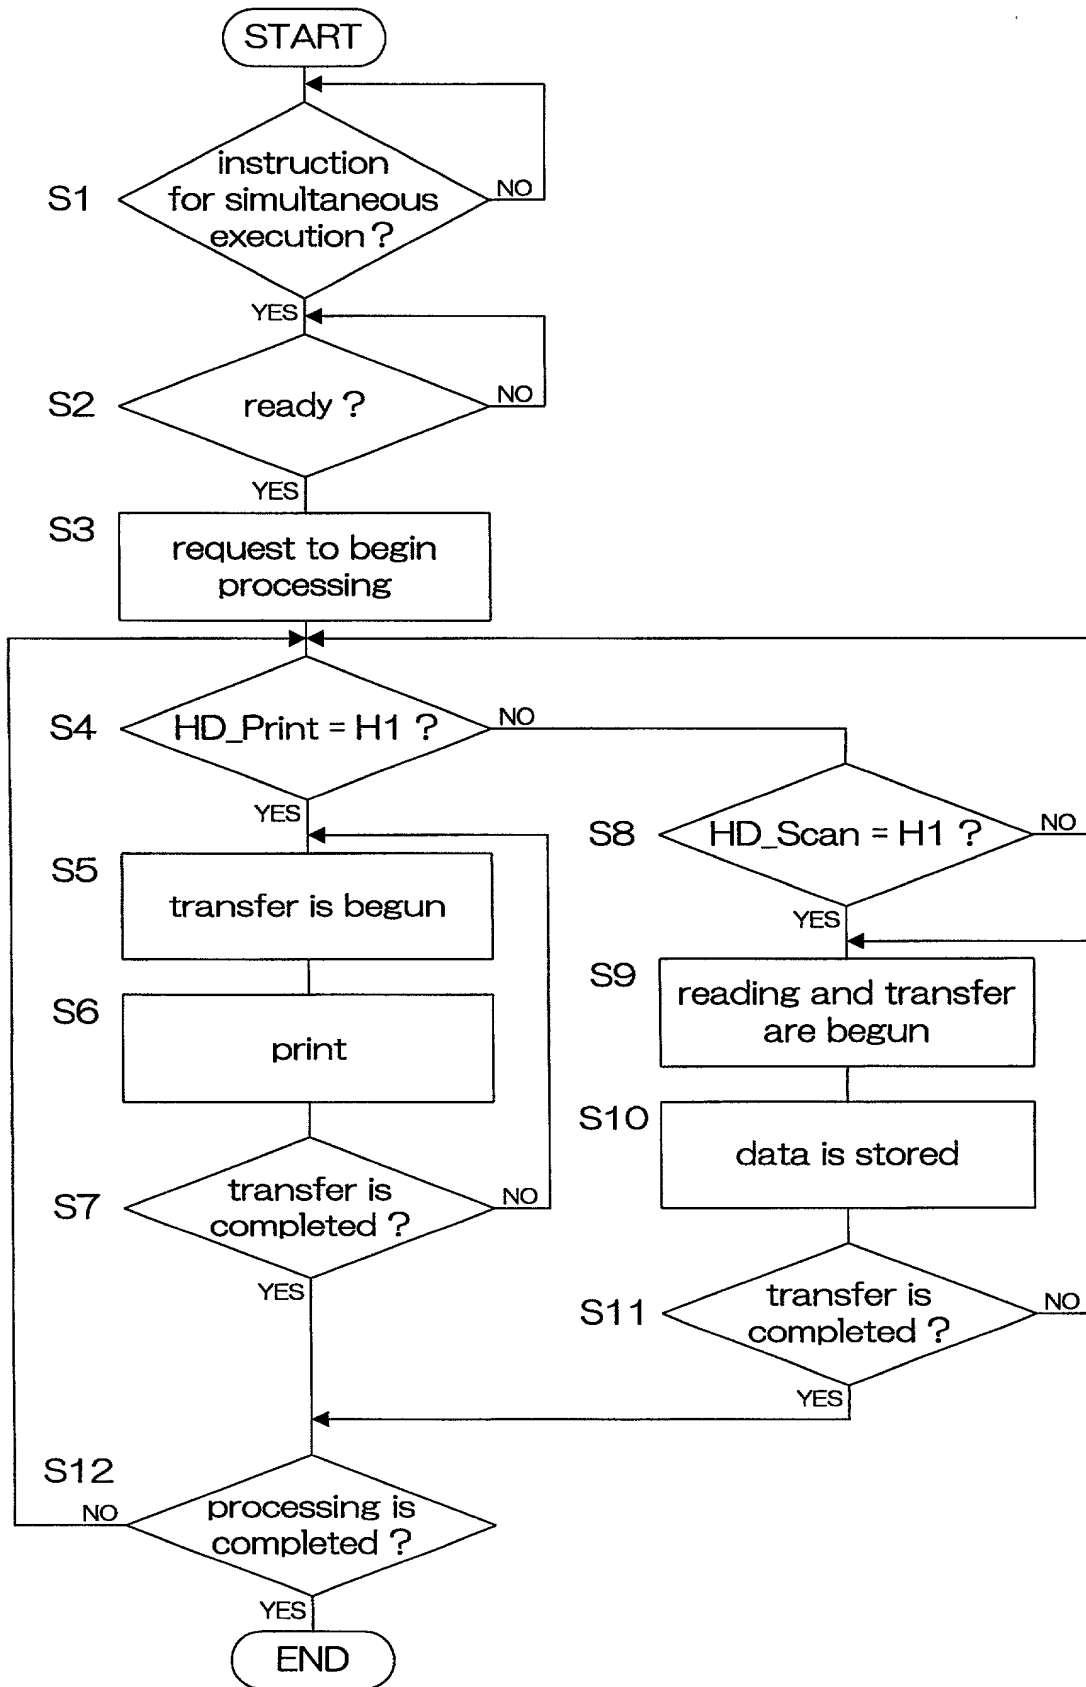 START
S1
instruction
for simultaneous
execution ?
NO
YES
S2
ready ?
NO
YES
S3
request to begin
processing
S4
HD_Print = H1 ?
NO
YES
S8
HD_Scan = H1 ?
NO
YES
S5
transfer is begun
S9
reading and transfer
are begun
S6
print
S10
data is stored
S7
transfer is
completed ?
NO
YES
S11
transfer is
completed ?
NO
YES
S12
processing is
completed ?
NO
YES
END